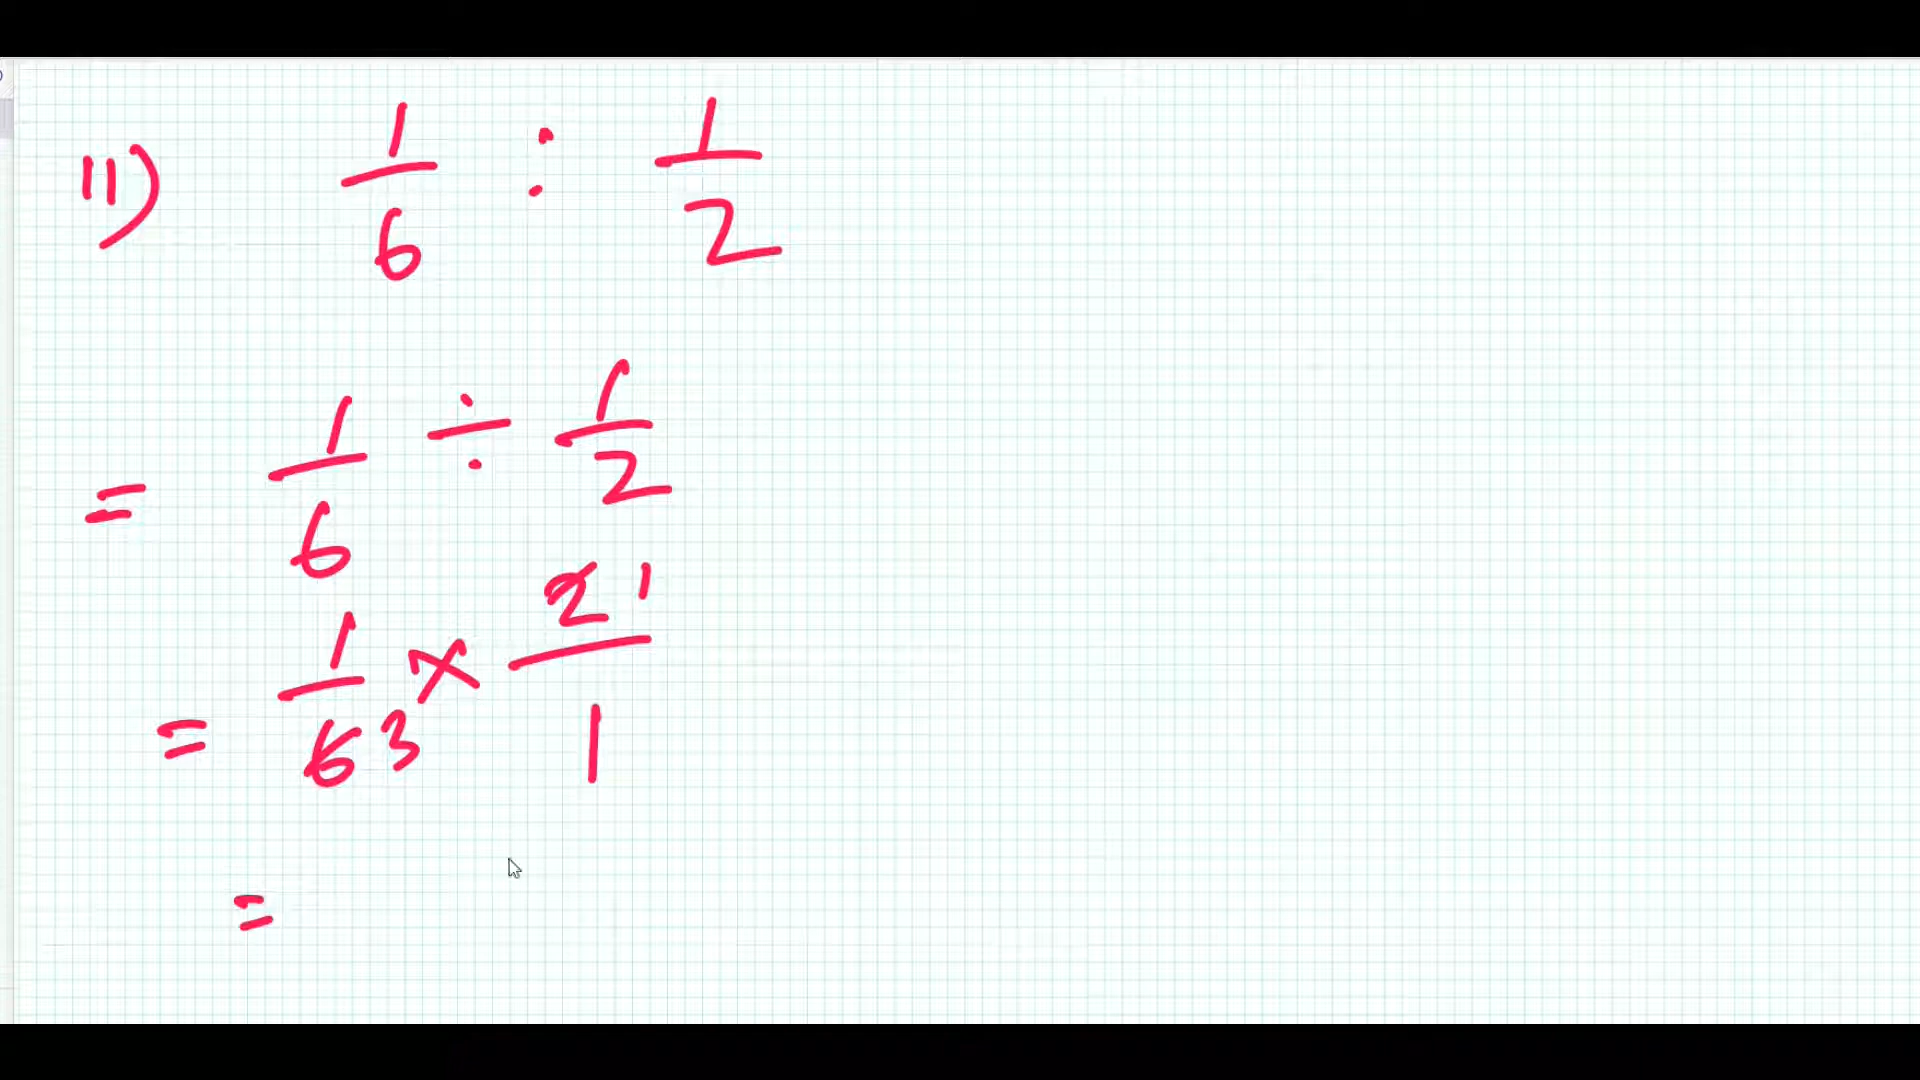 11) 1/6 : 1/2
= 1/6 ÷ 1/2
= 1/6 3 × 2 1/1
=